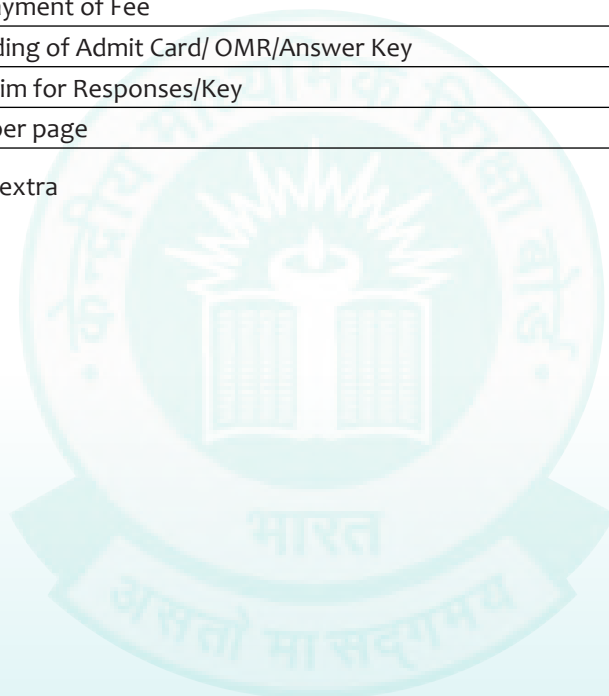 yment of Fee
ding of Admit Card/ OMR/Answer Key
im for Responses/Key
per page
extra
केन्द्रीय माध्यमिक शिक्षा बोर्ड
भारत
असतो मा सद्गमय